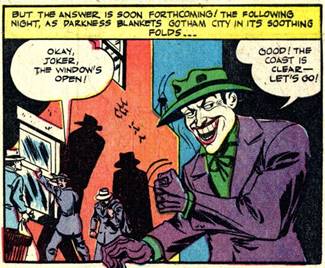 BUT THE ANSWER IS SOON FORTHCOMING! THE FOLLOWING
NIGHT, AS DARKNESS BLANKETS GOTHAM CITY IN ITS SOOTHING
FOLDS...
OKAY,
JOKER,
THE WINDOW'S
OPEN!
GOOD! THE
COAST IS
CLEAR—
LET'S GO!